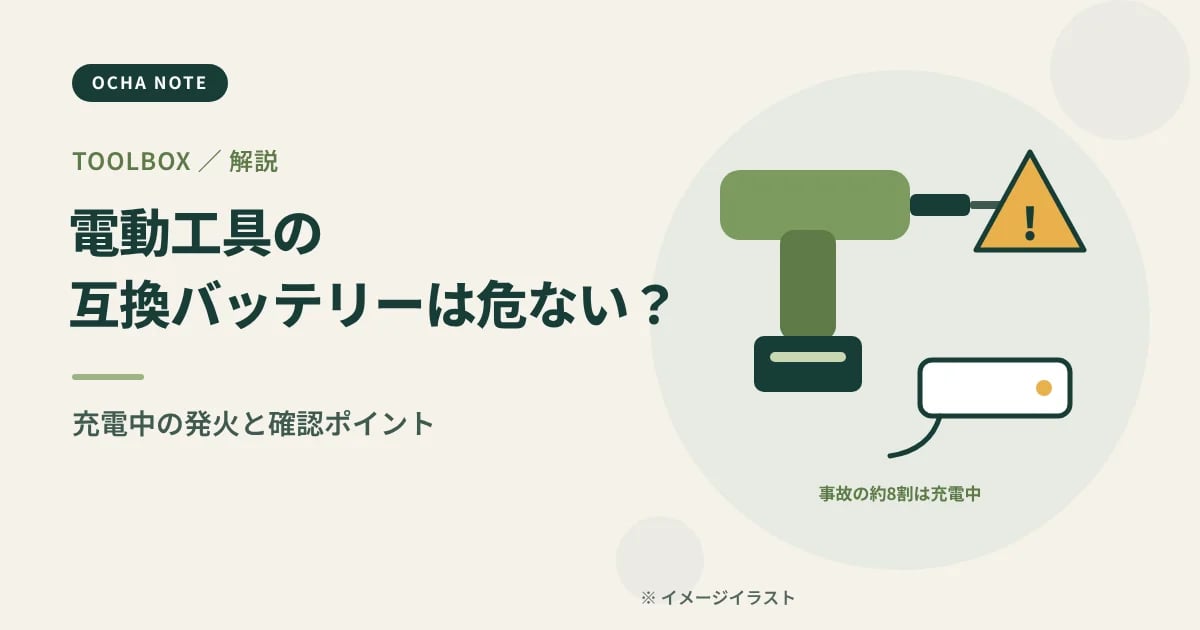 OCHA NOTE
TOOLBOX ／ 解説
電動工具の
互換バッテリーは危ない？
充電中の発火と確認ポイント
!
事故の約8割は充電中
※ イメージイラスト